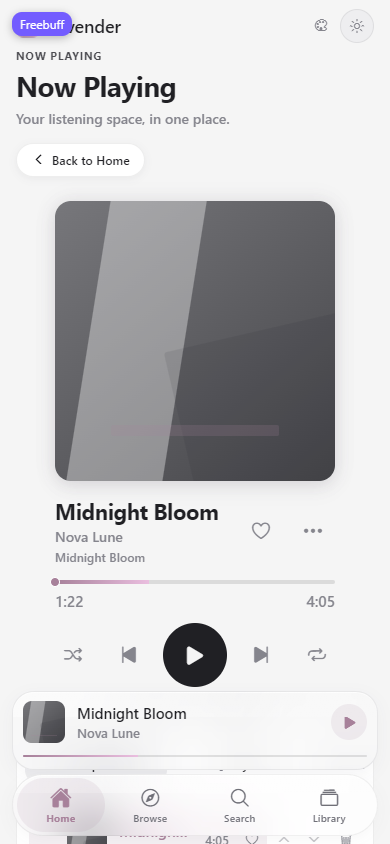 Freebuff
NOW PLAYING
Now Playing
Your listening space, in one place.
Back to Home
Midnight Bloom
Nova Lune
Midnight Bloom
1:22
4:05
Midnight Bloom
Nova Lune
Home
Browse
Search
Library
4:05